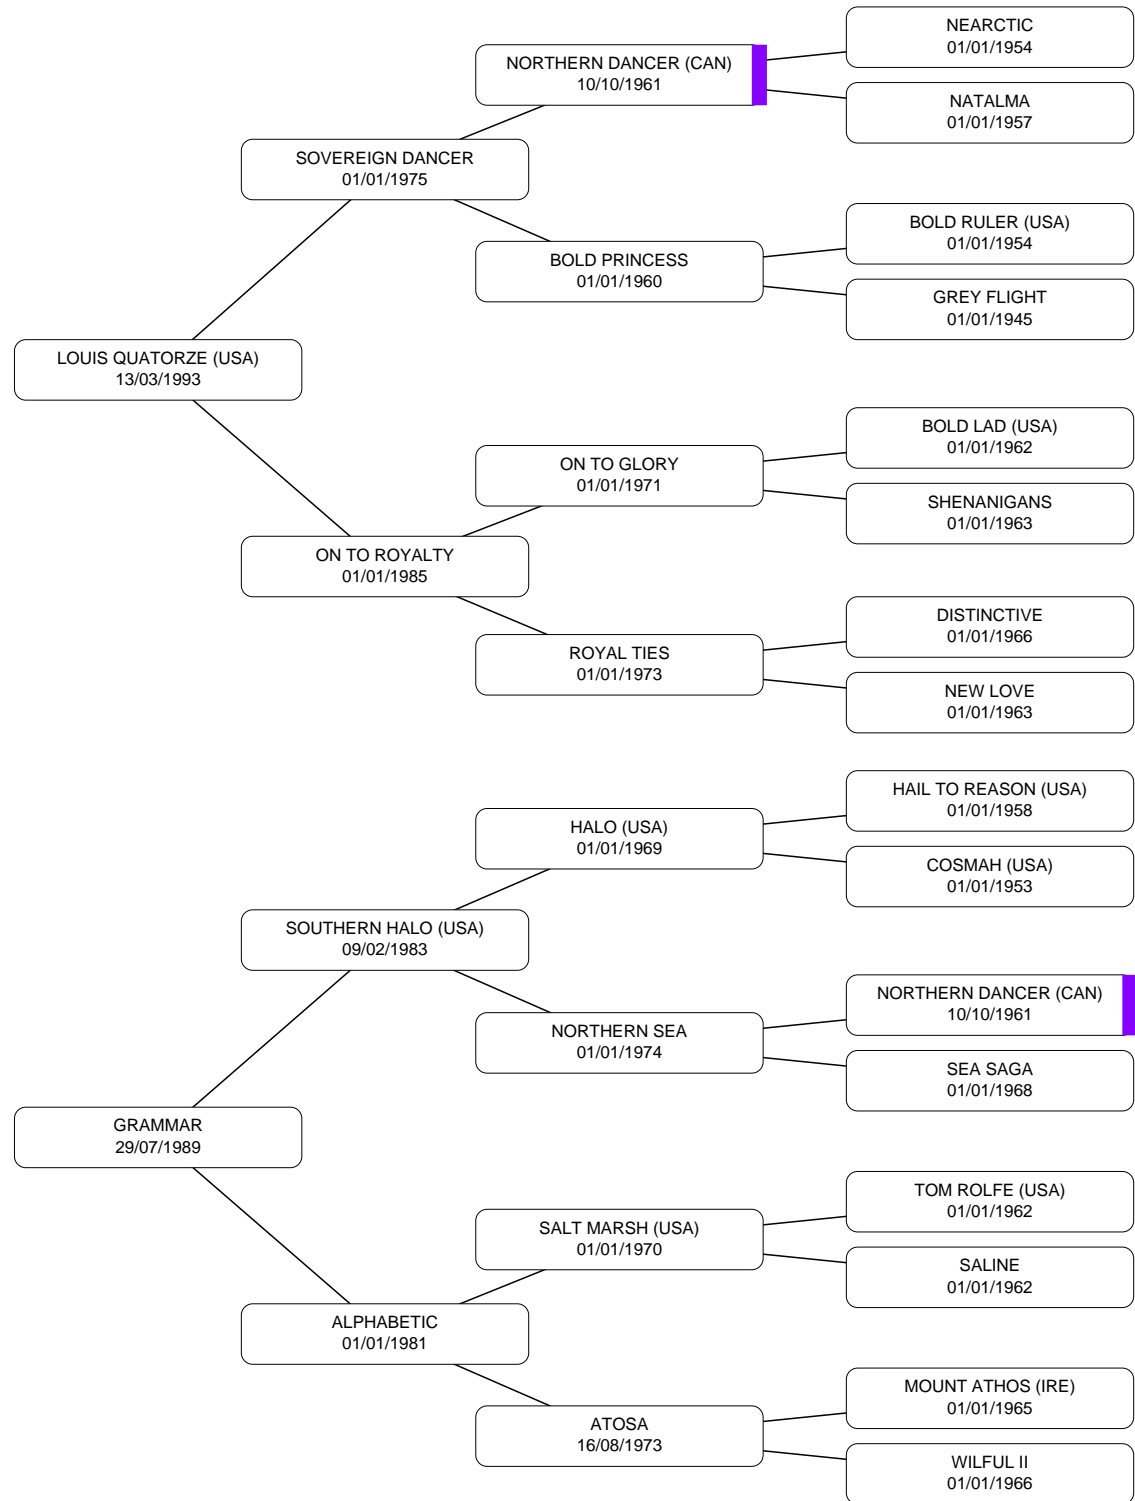 NEARCTIC
01/01/1954
NORTHERN DANCER (CAN)
10/10/1961
NATALMA
01/01/1957
SOVEREIGN DANCER
01/01/1975
BOLD RULER (USA)
01/01/1954
BOLD PRINCESS
01/01/1960
GREY FLIGHT
01/01/1945
LOUIS QUATORZE (USA)
13/03/1993
BOLD LAD (USA)
01/01/1962
ON TO GLORY
01/01/1971
SHENANIGANS
01/01/1963
ON TO ROYALTY
01/01/1985
DISTINCTIVE
01/01/1966
ROYAL TIES
01/01/1973
NEW LOVE
01/01/1963
HAIL TO REASON (USA)
01/01/1958
HALO (USA)
01/01/1969
COSMAH (USA)
01/01/1953
SOUTHERN HALO (USA)
09/02/1983
NORTHERN DANCER (CAN)
10/10/1961
NORTHERN SEA
01/01/1974
SEA SAGA
01/01/1968
GRAMMAR
29/07/1989
TOM ROLFE (USA)
01/01/1962
SALT MARSH (USA)
01/01/1970
SALINE
01/01/1962
ALPHABETIC
01/01/1981
MOUNT ATHOS (IRE)
01/01/1965
ATOSA
16/08/1973
WILFUL II
01/01/1966